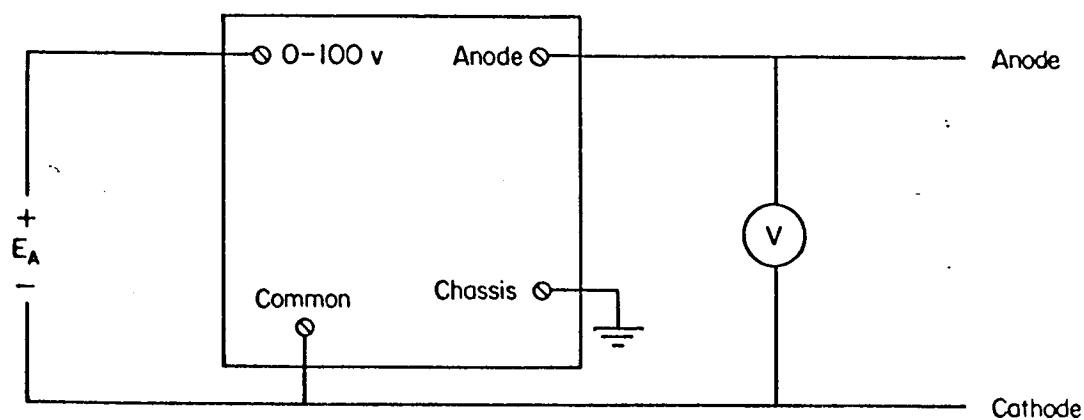 0-100 v
Anode
Anode
+
E_A
-
V
Common
Chassis
Cathode